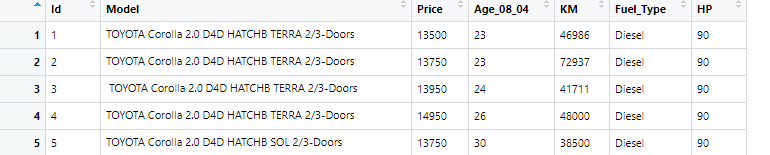 Id Model Price Age_08_04 KM Fuel_Type HP
1 1 TOYOTA Corolla 2.0 D4D HATCHB TERRA 2/3-Doors 13500 23 46986 Diesel 90
2 2 TOYOTA Corolla 2.0 D4D HATCHB TERRA 2/3-Doors 13750 23 72937 Diesel 90
3 3 TOYOTA Corolla 2.0 D4D HATCHB TERRA 2/3-Doors 13950 24 41711 Diesel 90
4 4 TOYOTA Corolla 2.0 D4D HATCHB TERRA 2/3-Doors 14950 26 48000 Diesel 90
5 5 TOYOTA Corolla 2.0 D4D HATCHB SOL 2/3-Doors 13750 30 38500 Diesel 90